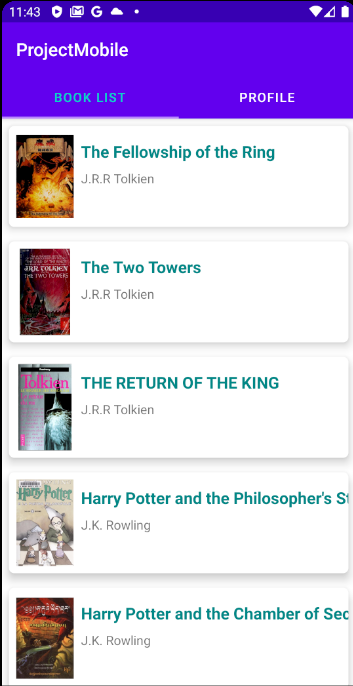 11:43
ProjectMobile
BOOK LIST
PROFILE
The Fellowship of the Ring
J.R.R Tolkien
J.R.R TOLKIEN
THE TWO TOWERS
The Two Towers
J.R.R Tolkien
Tolkien
THE RETURN OF THE KING
J.R.R Tolkien
Harry Potter
Harry Potter and the Philosopher's St
J.K. Rowling
Harry Potter and the Chamber of Sec
J.K. Rowling